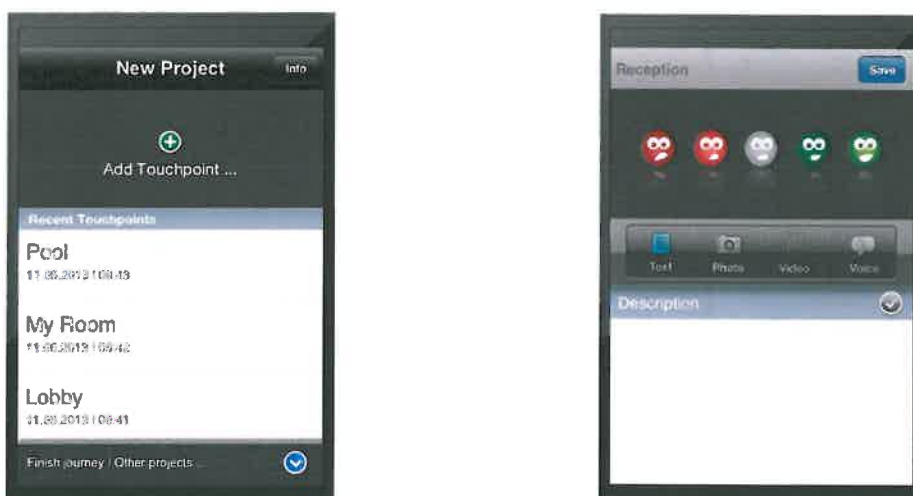 New Project
Info
Add Touchpoint ...
Recent Touchpoints
Pool
My Room
Lobby
Finish journey / Other projects ...
Reception
Save
Text
Photo
Video
Voice
Description